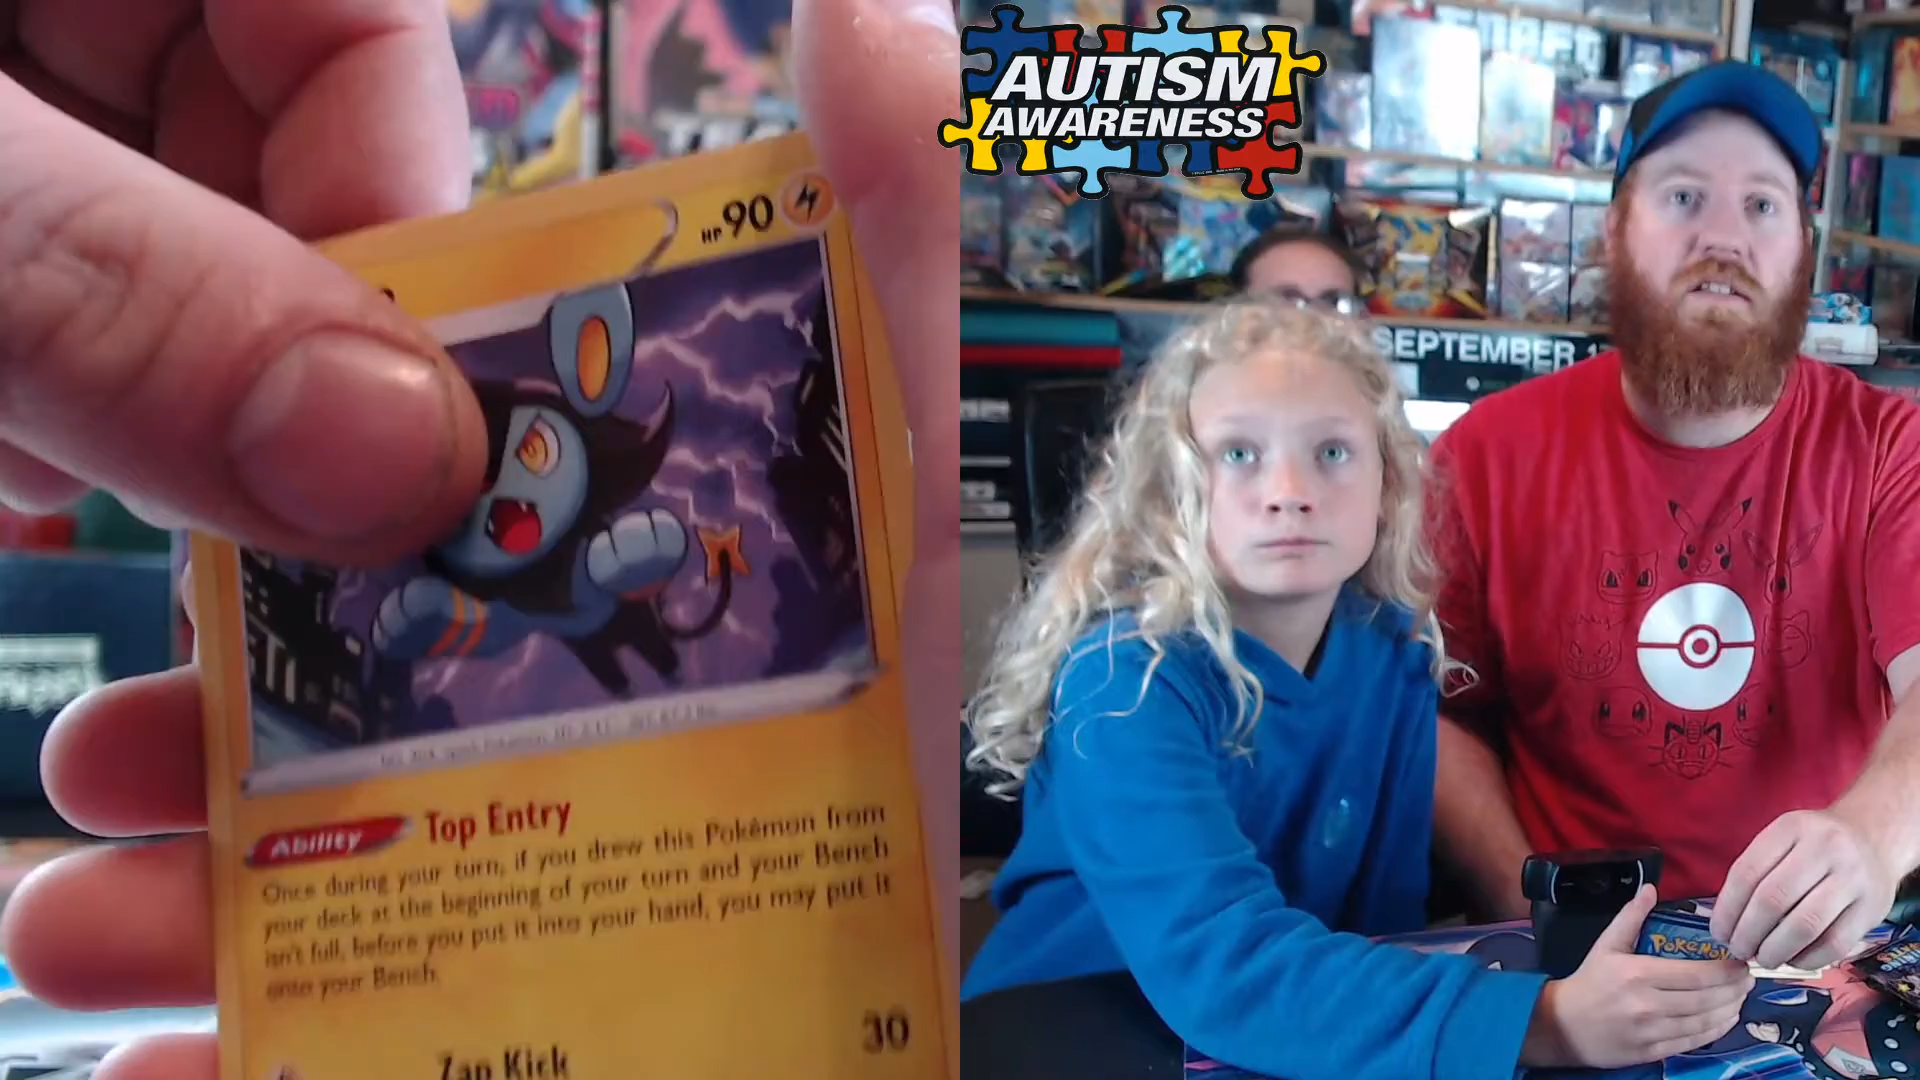 HP 90
Ability Top Entry
Once during your turn, if you drew this Pokémon from
your deck at the beginning of your turn and your Bench
isn't full, before you put it into your hand, you may put it
onto your Bench.
Zap Kick 30
AUTISM
AWARENESS
SEPTEMBER
POKéMON